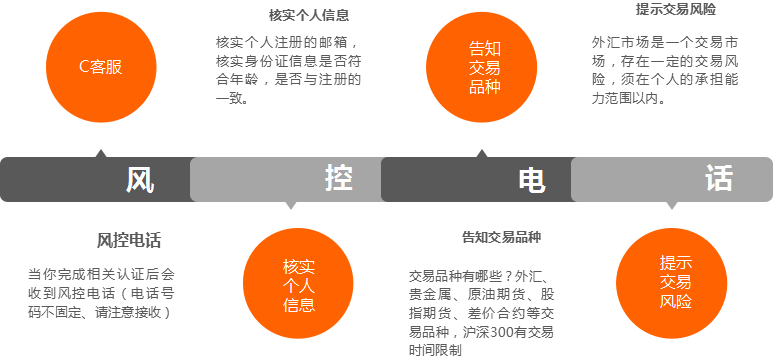 C客服
核实个人信息
核实个人注册的邮箱，
核实身份证信息是否符
合年龄，是否与注册的
一致。
告知
交易
品种
提示交易风险
外汇市场是一个交易市
场，存在一定的交易风
险，须在个人的承担能
力范围以内。
风
控
电
话
风控电话
当你完成相关认证后会
收到风控电话（电话号
码不固定、请注意接收）
核实
个人
信息
告知交易品种
交易品种有哪些？外汇、
贵金属、原油期货、股
指期货、差价合约等交
易品种，沪深300有交易
时间限制
提示
交易
风险